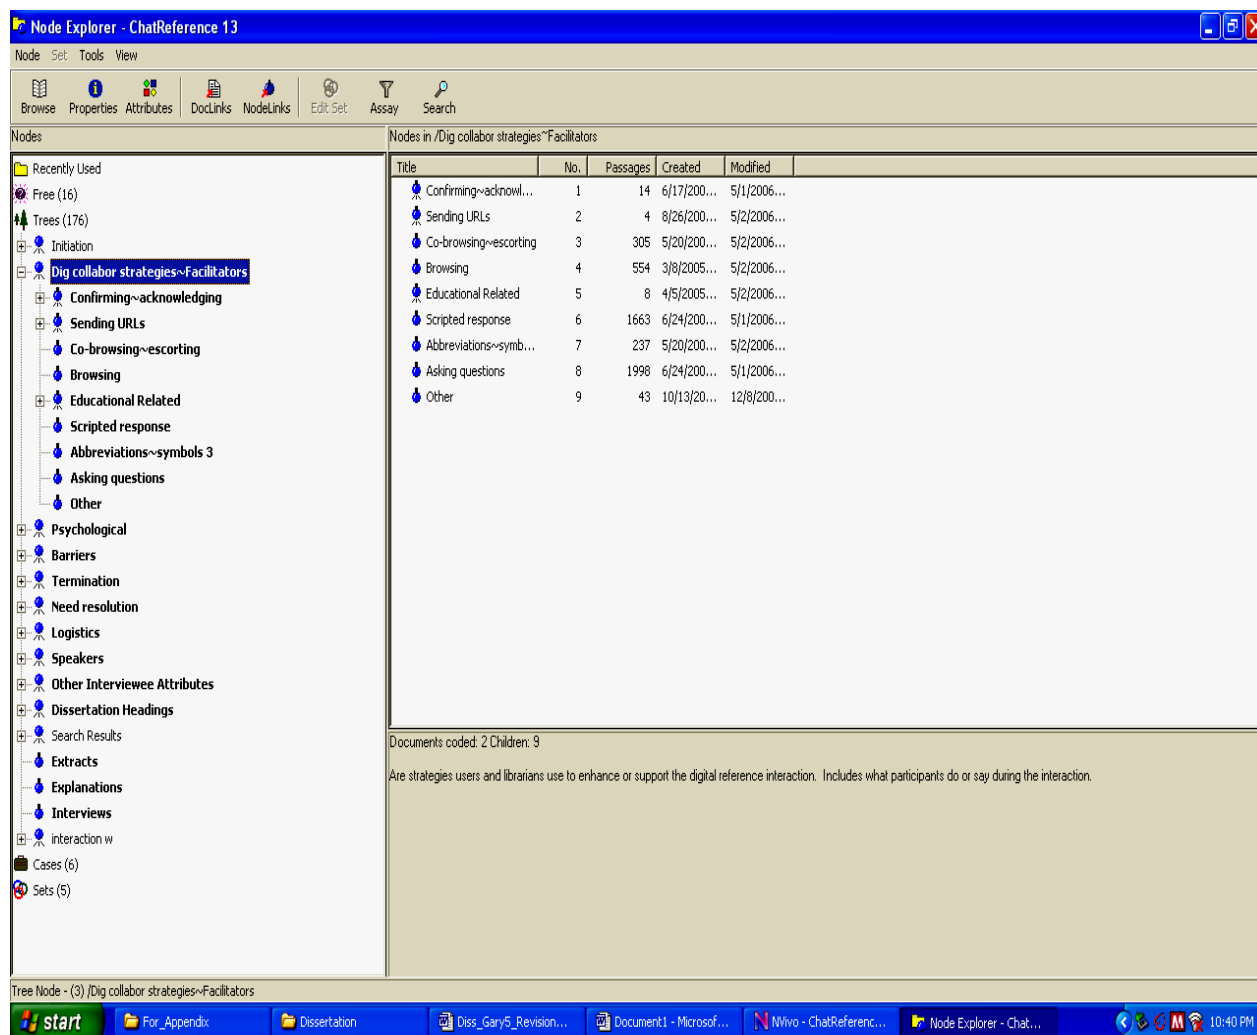 Node Explorer - ChatReference 13
Node Set Tools View
Browse Properties Attributes DocLinks NodeLinks Edit Set Assay Search
Nodes
Recently Used
Free (16)
Trees (176)
Initiation
Dig collabor strategies~Facilitators
Confirming~acknowledging
Sending URLs
Co-browsing~escorting
Browsing
Educational Related
Scripted response
Abbreviations~symbols 3
Asking questions
Other
Psychological
Barriers
Termination
Need resolution
Logistics
Speakers
Other Interviewee Attributes
Dissertation Headings
Search Results
Extracts
Explanations
Interviews
interaction w
Cases (6)
Sets (5)
Nodes in /Dig collabor strategies~Facilitators
Title No. Passages Created Modified
Confirming~acknowl... 1 14 6/17/200... 5/1/2006...
Sending URLs 2 4 8/26/200... 5/2/2006...
Co-browsing~escorting 3 305 5/20/200... 5/2/2006...
Browsing 4 554 3/8/2005... 5/2/2006...
Educational Related 5 8 4/5/2005... 5/2/2006...
Scripted response 6 1663 6/24/200... 5/1/2006...
Abbreviations~symb... 7 237 5/20/200... 5/2/2006...
Asking questions 8 1998 6/24/200... 5/1/2006...
Other 9 43 10/13/20... 12/8/200...
Documents coded: 2 Children: 9
Are strategies users and librarians use to enhance or support the digital reference interaction. Includes what participants do or say during the interaction.
Tree Node - (3) /Dig collabor strategies~Facilitators
start For_Appendix Dissertation Diss_Gary5_Revision... Document1 - Microsof... NVivo - ChatReferenc... Node Explorer - Chat... 10:40 PM